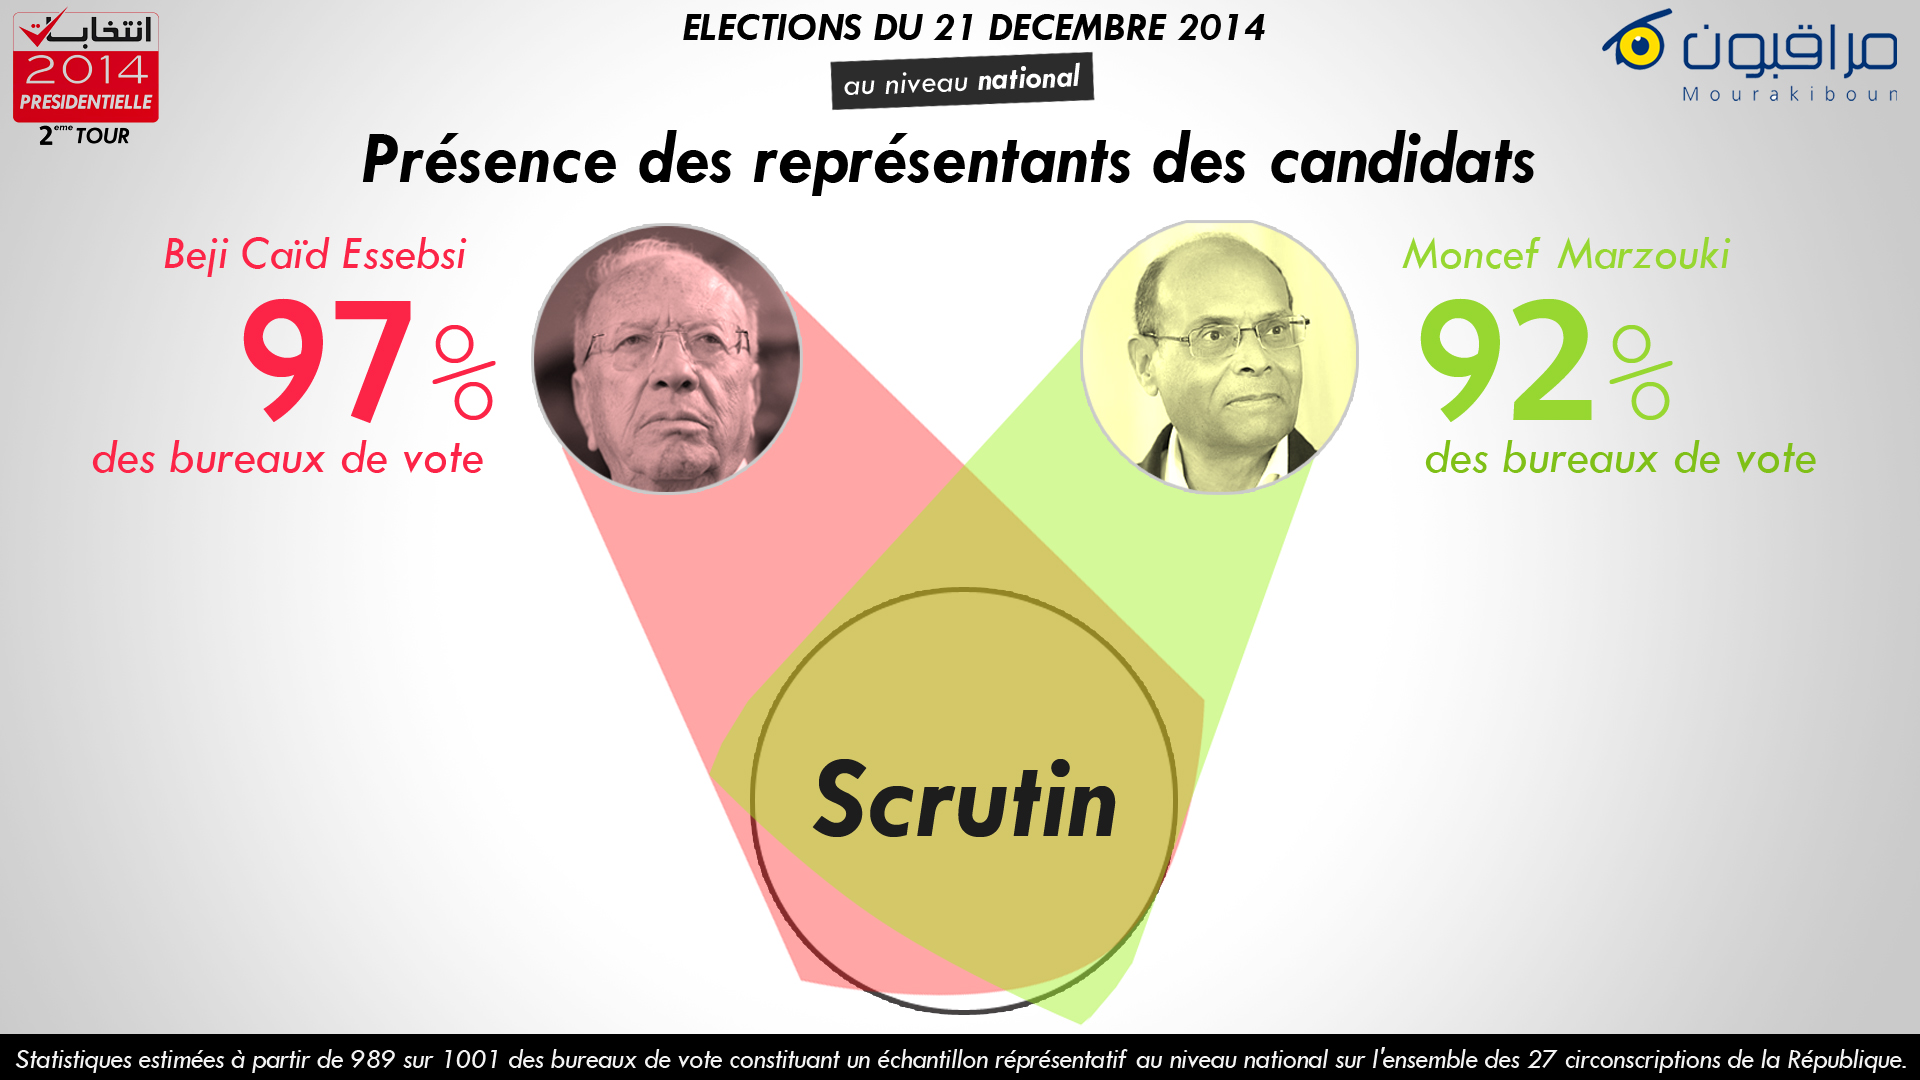 انتخابات
2014
PRESIDENTIELLE
2eme TOUR
ELECTIONS DU 21 DECEMBRE 2014
au niveau national
مراقبون
Mourakiboun
Présence des représentants des candidats
Beji Caïd Essebsi
97%
des bureaux de vote
Moncef Marzouki
92%
des bureaux de vote
Scrutin
Statistiques estimées à partir de 989 sur 1001 des bureaux de vote constituant un échantillon réprésentatif au niveau national sur l'ensemble des 27 circonscriptions de la République.